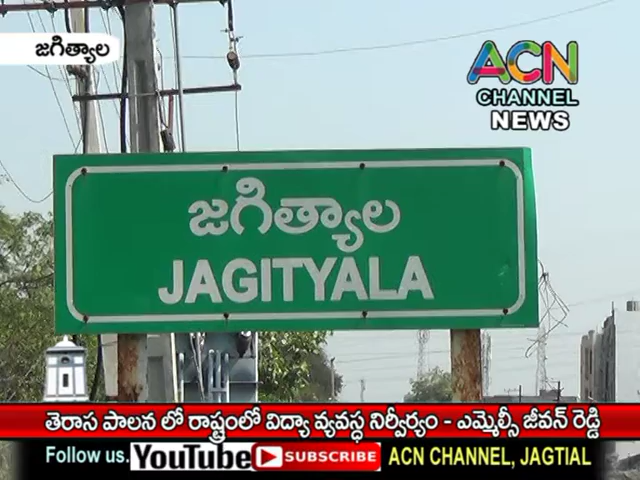 జగిత్యాల
ACN
CHANNEL
NEWS
జగిత్యాల
JAGITYALA
తెరాస పాలన లో రాష్ట్రంలో విద్యా వ్యవస్థ నిర్వీర్యం - ఎమ్మెల్సీ జీవన్ రెడ్డి
Follow us. YouTube SUBSCRIBE ACN CHANNEL, JAGTIAL